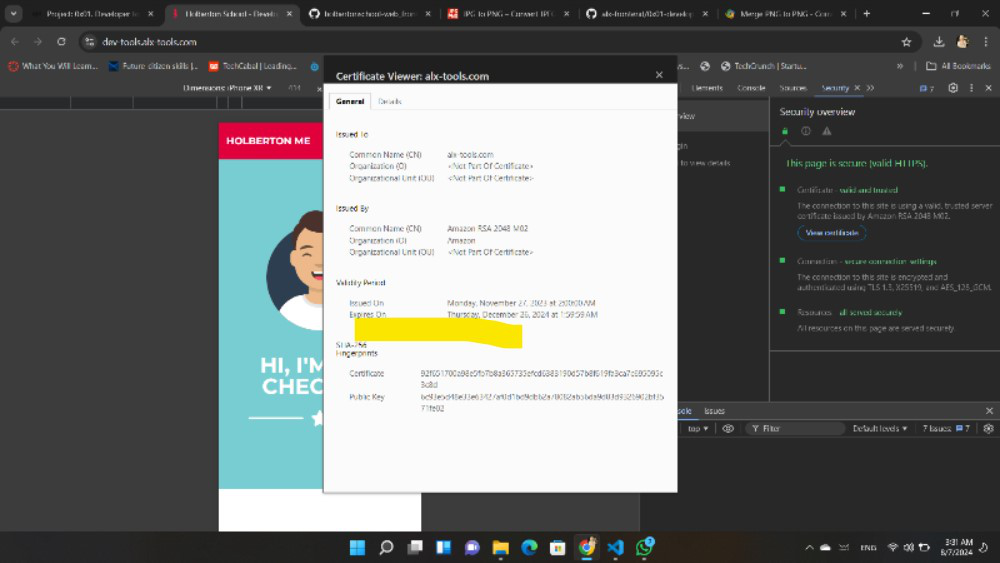 Project: 0x01. Developer
Holberton School - Develo
holbertonschool-web_fron
JPG to PNG – Convert JPG
alx-frontend/0x01-develop
Merge PNG to PNG -
dev-tools.alx-tools.com
What You Will Learn...
Future-citizen skills |...
TechCabal | Leading...
TechCrunch | Startu...
All Bookmarks
Dimensions: iPhone XR
414
Elements
Console
Sources
Security
7
HOLBERTON ME
HI, I'M
CHEC
Certificate Viewer: alx-tools.com
General
Details
Issued To
Common Name (CN) alx-tools.com
Organization (O) <Not Part Of Certificate>
Organizational Unit (OU) <Not Part Of Certificate>
Issued By
Common Name (CN) Amazon RSA 2048 M02
Organization (O) Amazon
Organizational Unit (OU) <Not Part Of Certificate>
Validity Period
Issued On Monday, November 27, 2023 at 2:00:00 AM
Expires On Thursday, December 26, 2024 at 1:59:59 AM
SHA-256
Fingerprints
Certificate
Public Key
to view details
Security overview
This page is secure (valid HTTPS).
Certificate - valid and trusted
The connection to this site is using a valid, trusted server
certificate issued by Amazon RSA 2048 M02.
View certificate
Connection - secure connection settings
The connection to this site is encrypted and
authenticated using TLS 1.3, X25519, and AES_128_GCM.
Resources - all served securely
All resources on this page are served securely.
Issues
top
Filter
Default levels
7 Issues: 7
ENG
3:31 AM
8/7/2024